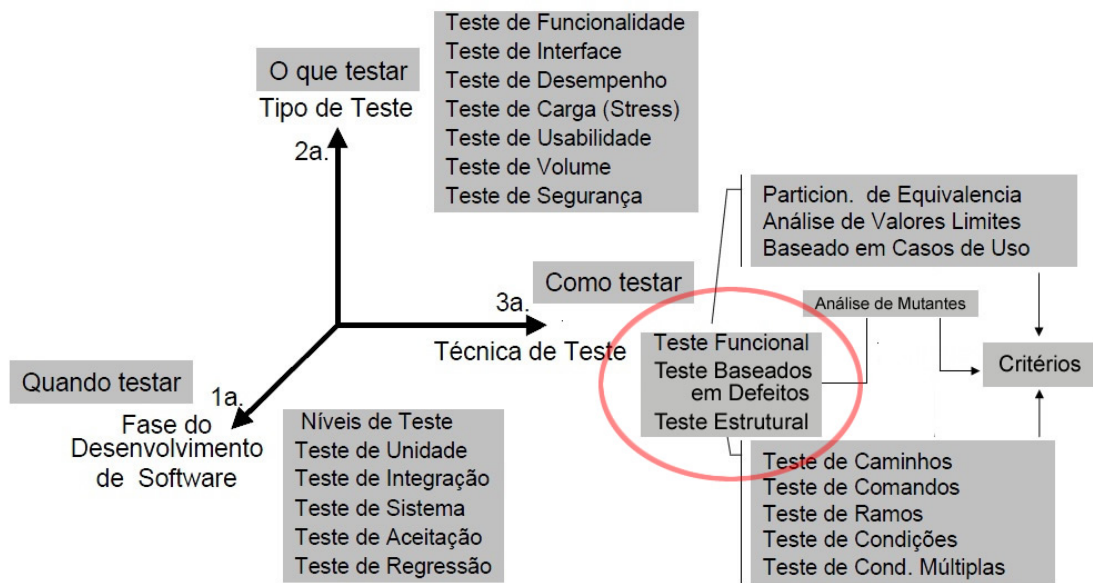 O que testar
Tipo de Teste
2a.
Teste de Funcionalidade
Teste de Interface
Teste de Desempenho
Teste de Carga (Stress)
Teste de Usabilidade
Teste de Volume
Teste de Segurança
Como testar
3a.
Técnica de Teste
Quando testar
1a.
Fase do
Desenvolvimento
de Software
Níveis de Teste
Teste de Unidade
Teste de Integração
Teste de Sistema
Teste de Aceitação
Teste de Regressão
Teste Funcional
Teste Baseados
em Defeitos
Teste Estrutural
Particion. de Equivalencia
Análise de Valores Limites
Baseado em Casos de Uso
Análise de Mutantes
Critérios
Teste de Caminhos
Teste de Comandos
Teste de Ramos
Teste de Condições
Teste de Cond. Múltiplas